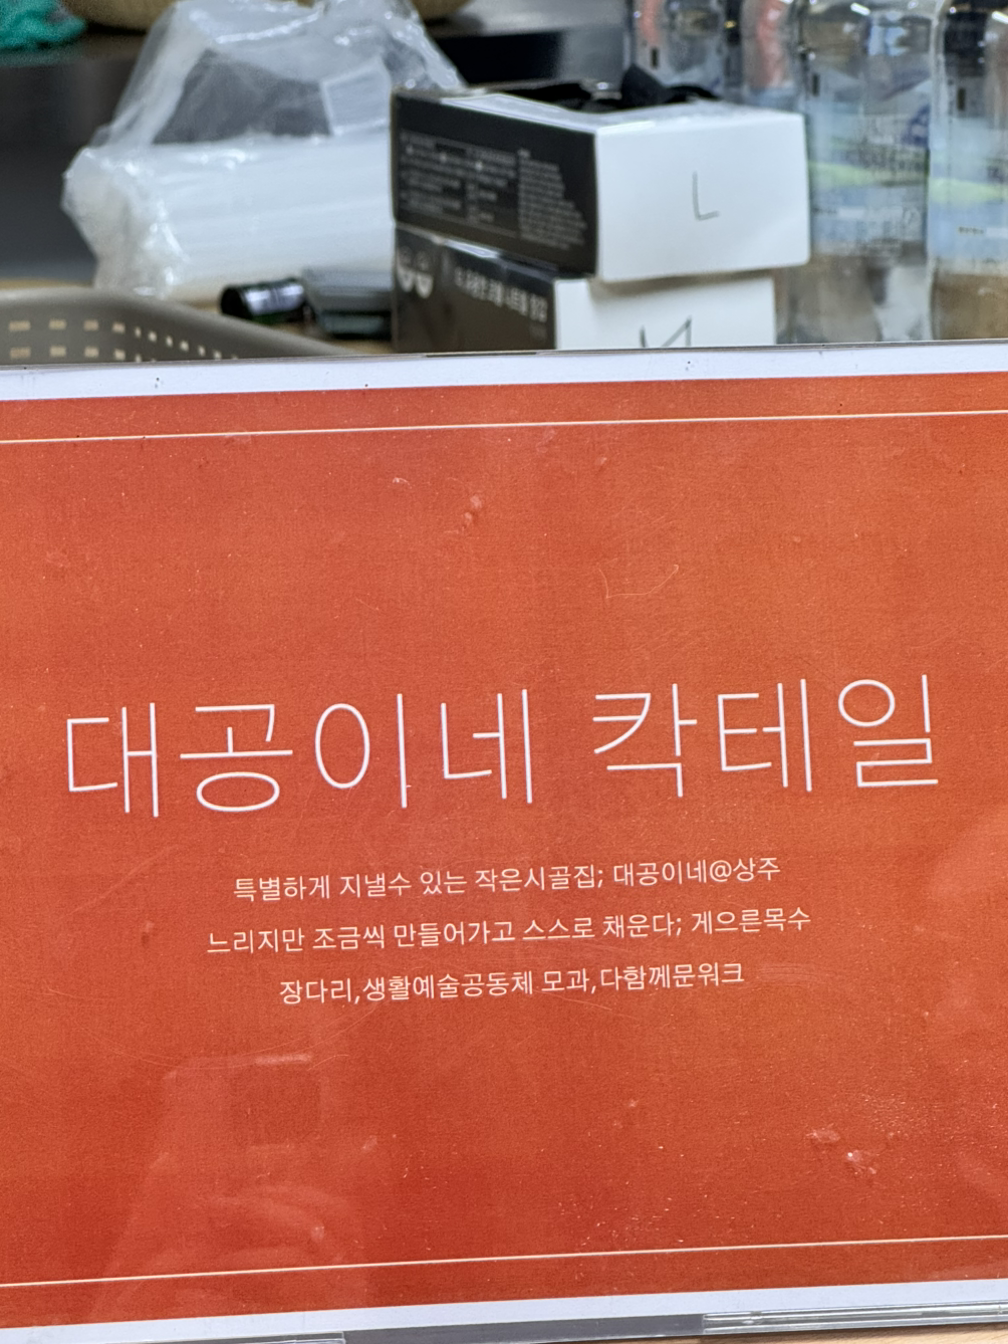 L
M
대공이네 칵테일
특별하게 지낼수 있는 작은시골집; 대공이네@상주
느리지만 조금씩 만들어가고 스스로 채운다; 게으른목수
장다리,생활예술공동체 모과,다함께문워크